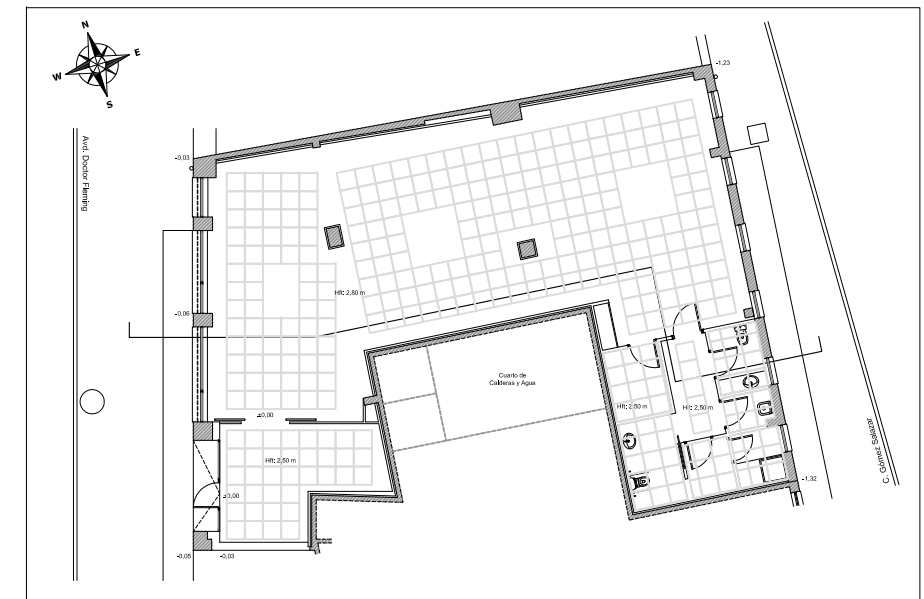 N
E
W
S
-1,23
-0,03
Avd. Doctor Fleming
Hft: 2,80 m
-0,06
Cuarto de
Calderas y Agua
±0,00
Hft: 2,50 m
Hft: 2,50 m
Hft: 2,50 m
±0,00
C. Gómez Salazar
-1,32
-0,05
-0,03